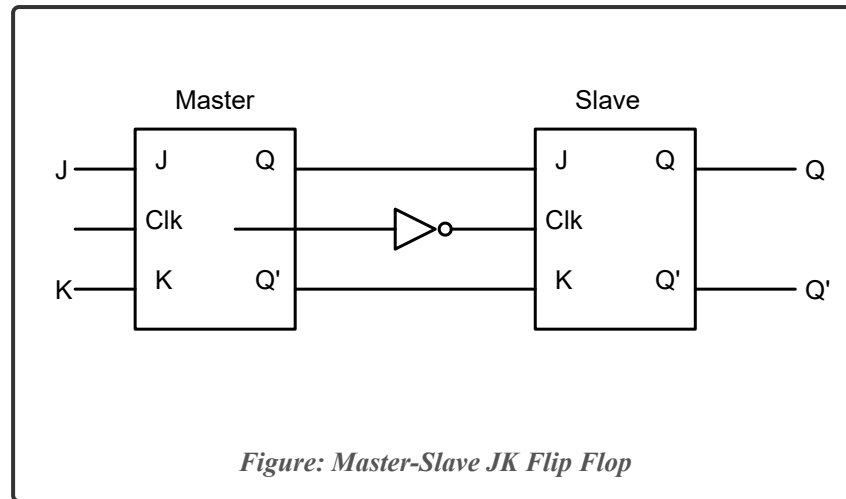 Master Slave
J J Q J Q Q
Clk Clk
K K Q' K Q' Q'
Figure: Master-Slave JK Flip Flop